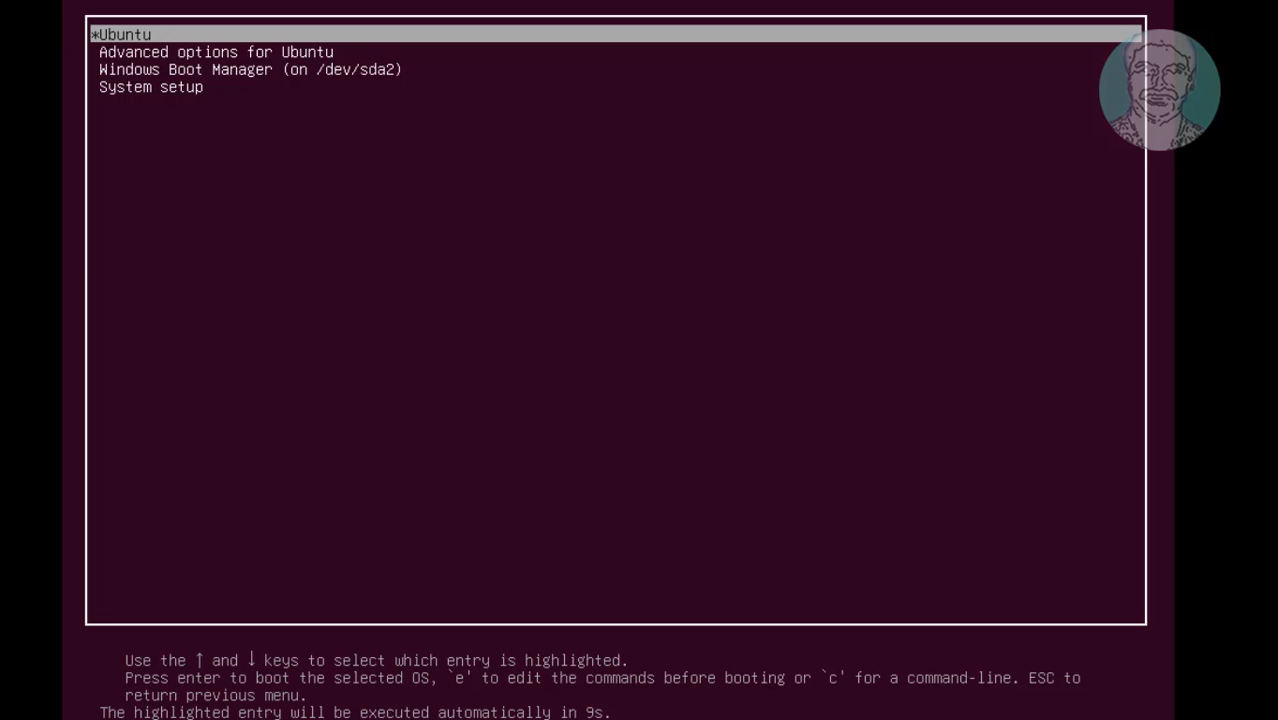 *Ubuntu
Advanced options for Ubuntu
Windows Boot Manager (on /dev/sda2)
System setup
Use the ↑ and ↓ keys to select which entry is highlighted.
Press enter to boot the selected OS, `e' to edit the commands before booting or `c' for a command-line. ESC to
return previous menu.
The highlighted entry will be executed automatically in 9s.